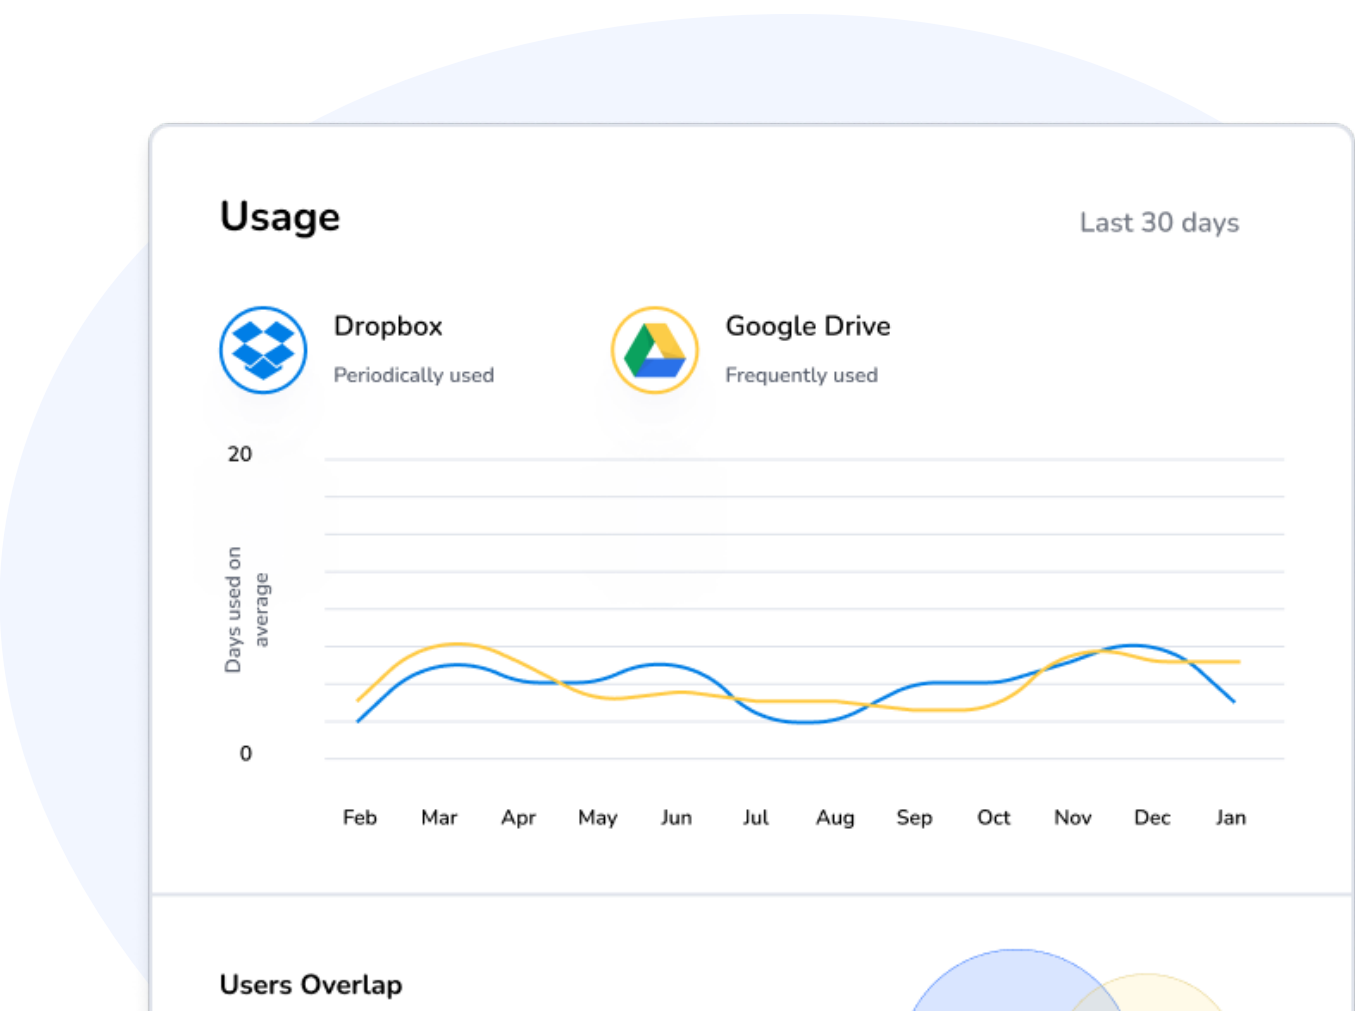 Usage
Last 30 days
Dropbox
Periodically used
Google Drive
Frequently used
20
Days used on
average
0
Feb Mar Apr May Jun Jul Aug Sep Oct Nov Dec Jan
Users Overlap